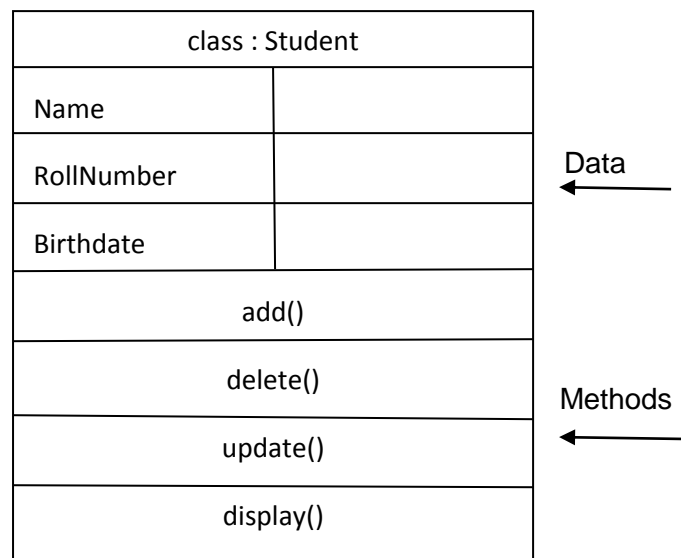 class : Student
Name
RollNumber
Birthdate
Data
add()
delete()
update()
display()
Methods